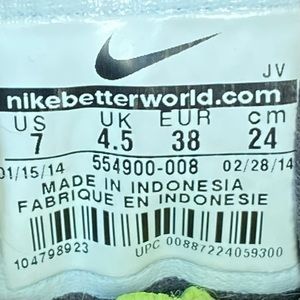 JV
nikebetterworld.com
US UK EUR cm
7 4.5 38 24
01/15/14 554900-008 02/28/14
MADE IN INDONESIA
FABRIQUE EN INDONESIE
104798923 UPC 00887224059300